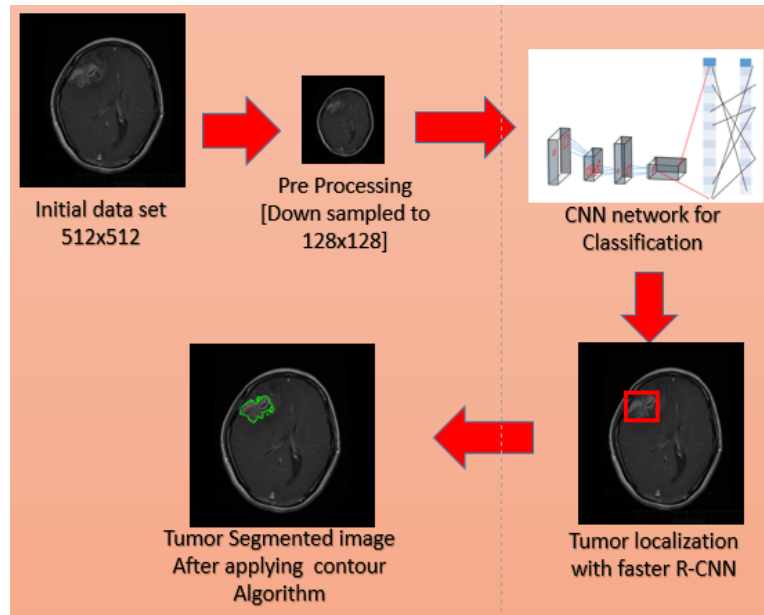 Initial data set
512x512
Pre Processing
[Down sampled to
128x128]
CNN network for
Classification
Tumor localization
with faster R-CNN
Tumor Segmented image
After applying contour
Algorithm